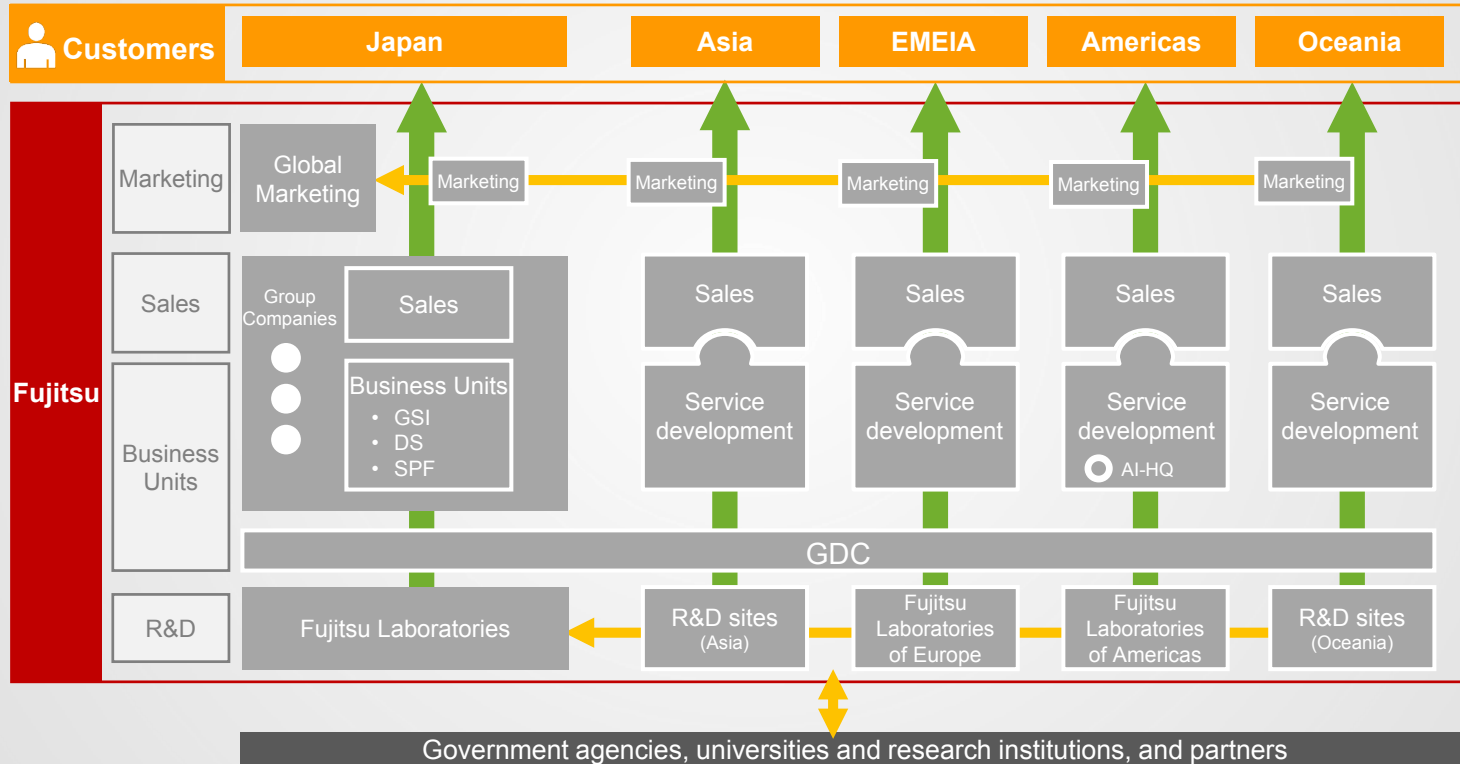 Customers
Japan
Asia
EMEIA
Americas
Oceania
Fujitsu
Marketing
Global
Marketing
Marketing
Marketing
Marketing
Marketing
Marketing
Sales
Group
Companies
Sales
Sales
Sales
Sales
Sales
Business
Units
Business Units
• GSI
• DS
• SPF
Service
development
Service
development
Service
development
AI-HQ
Service
development
GDC
R&D
Fujitsu Laboratories
R&D sites
(Asia)
Fujitsu
Laboratories
of Europe
Fujitsu
Laboratories
of Americas
R&D sites
(Oceania)
Government agencies, universities and research institutions, and partners